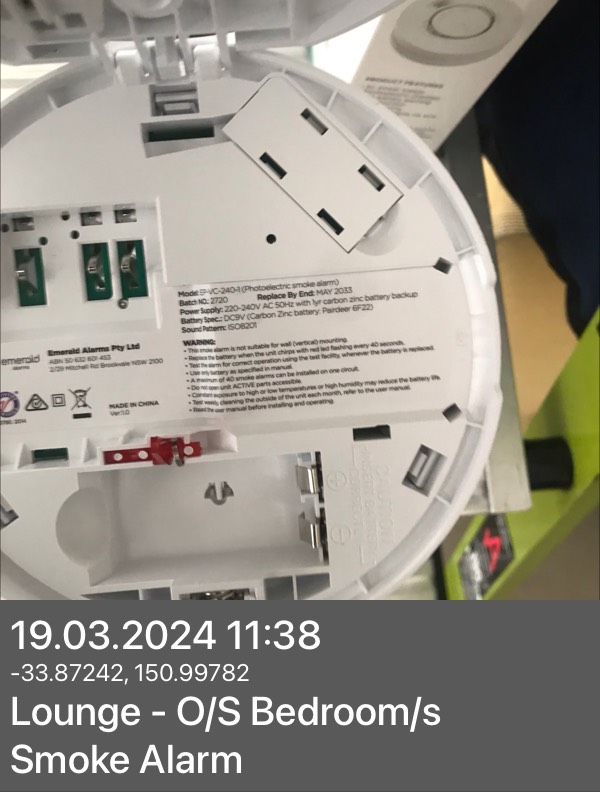 PRODUCT FEATURES
Model: EP-VC-240-1 (Photoelectric smoke alarm)
Batch NO.: 2720 Replace By End: MAY 2033
Power Supply: 220-240V AC 50Hz with 1yr carbon zinc battery backup
Battery Spec.: DC9V (Carbon Zinc battery: Pairdeer 6F22)
Sound Pattern: ISO8201
WARNING:
• This smoke alarm is not suitable for wall (vertical) mounting.
• Replace the battery when the unit chirps with red led flashing every 40 seconds.
• Test the alarm for correct operation using the test facility, whenever the battery is replaced.
• Use only battery as specified in manual.
• A maximum of 40 smoke alarms can be installed on one circuit.
• Do not open unit ACTIVE parts accessible.
• Constant exposure to high or low temperatures or high humidity may reduce the battery life.
• Test weekly, cleaning the outside of the unit each month, refer to the user manual.
• Read the user manual before installing and operating.
emerald
alarms
Emerald Alarms Pty Ltd
ABN 50 632 601 453
2/29 Mitchell Rd Brookvale NSW 2100
MADE IN CHINA
Ver:1.0
19.03.2024 11:38
-33.87242, 150.99782
Lounge - O/S Bedroom/s
Smoke Alarm